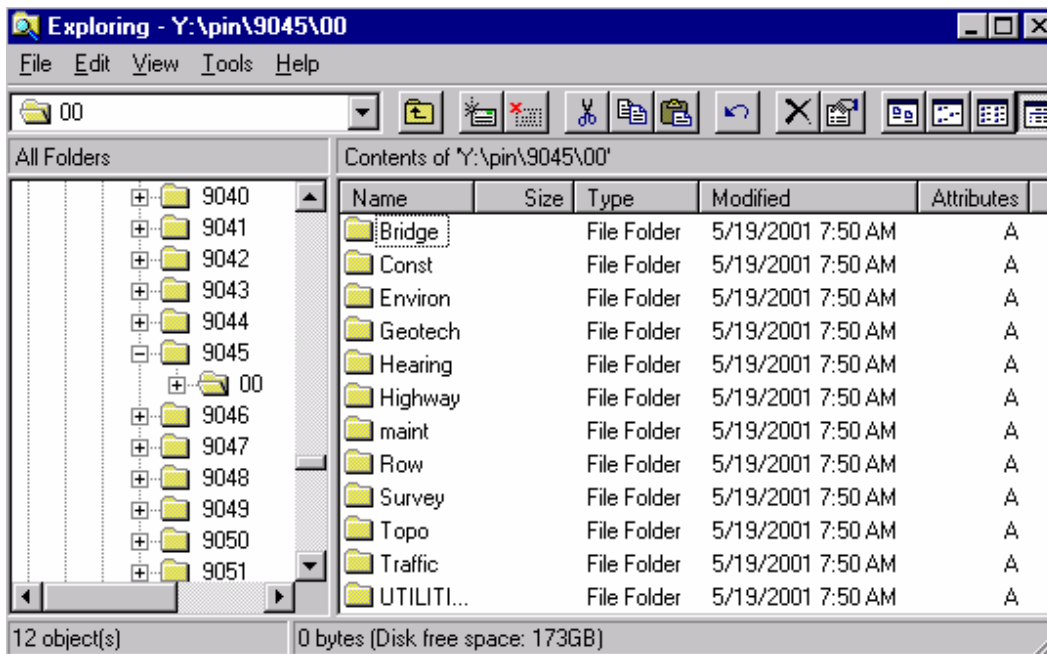 Exploring - Y:\pin\9045\00
File Edit View Tools Help
00
All Folders
Contents of 'Y:\pin\9045\00'
9040
9041
9042
9043
9044
9045
00
9046
9047
9048
9049
9050
9051
Name Size Type Modified Attributes
Bridge File Folder 5/19/2001 7:50 AM A
Const File Folder 5/19/2001 7:50 AM A
Environ File Folder 5/19/2001 7:50 AM A
Geotech File Folder 5/19/2001 7:50 AM A
Hearing File Folder 5/19/2001 7:50 AM A
Highway File Folder 5/19/2001 7:50 AM A
maint File Folder 5/19/2001 7:50 AM A
Row File Folder 5/19/2001 7:50 AM A
Survey File Folder 5/19/2001 7:50 AM A
Topo File Folder 5/19/2001 7:50 AM A
Traffic File Folder 5/19/2001 7:50 AM A
UTILITI... File Folder 5/19/2001 7:50 AM A
12 object(s)
0 bytes (Disk free space: 173GB)